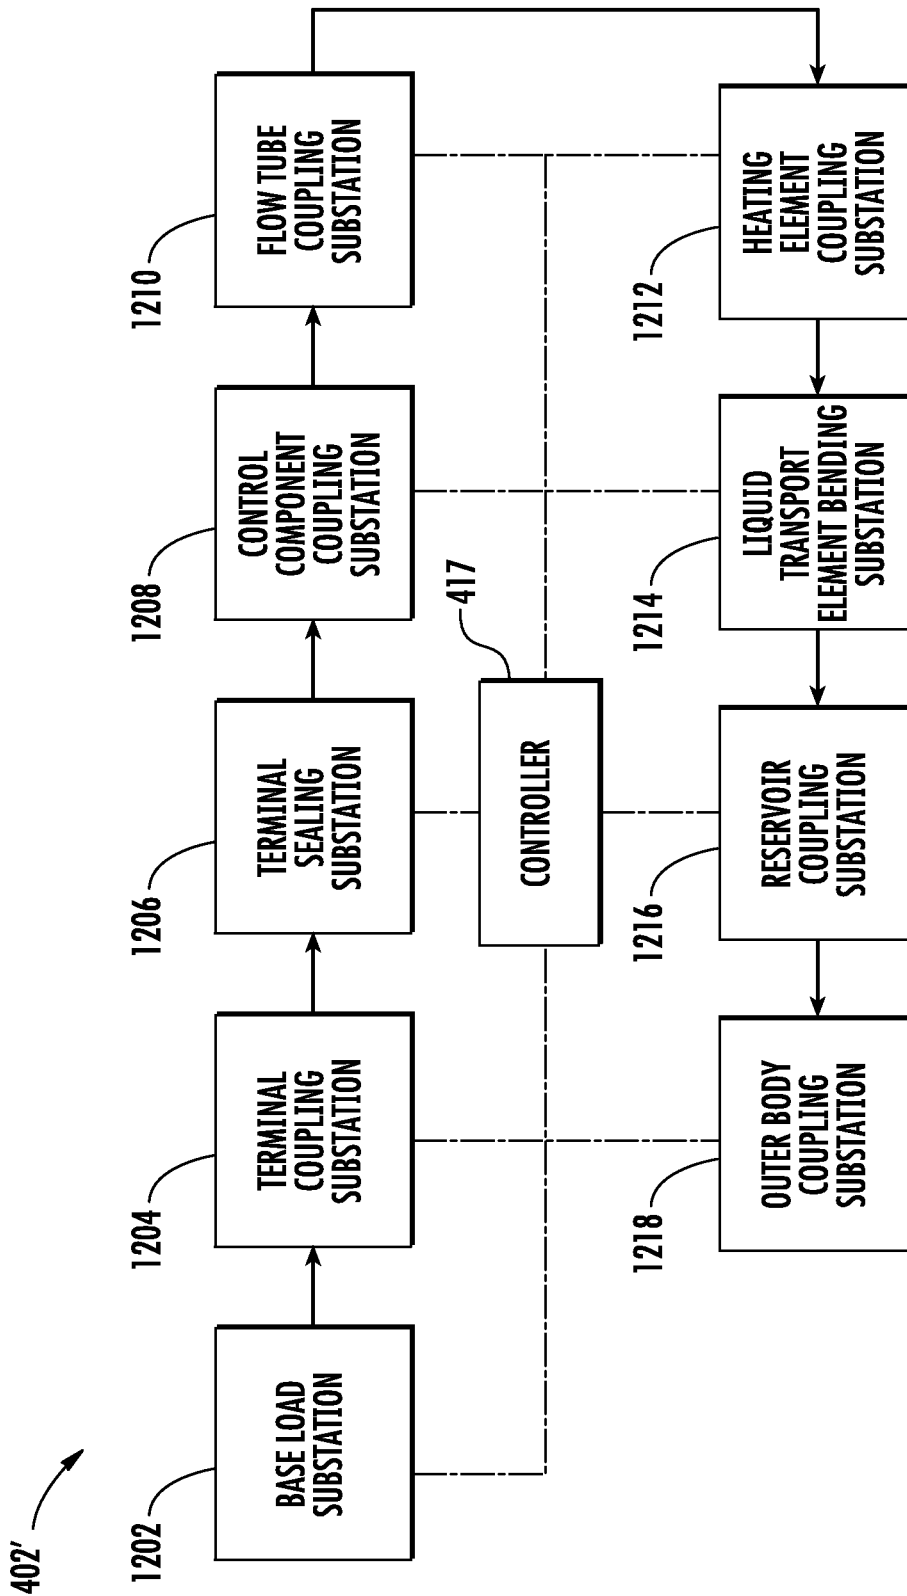 402'
1202
BASE LOAD
SUBSTATION
1204
TERMINAL
COUPLING
SUBSTATION
1206
TERMINAL
SEALING
SUBSTATION
1208
CONTROL
COMPONENT
COUPLING
SUBSTATION
1210
FLOW TUBE
COUPLING
SUBSTATION
417
CONTROLLER
1212
HEATING
ELEMENT
COUPLING
SUBSTATION
1214
LIQUID
TRANSPORT
ELEMENT BENDING
SUBSTATION
1216
RESERVOIR
COUPLING
SUBSTATION
1218
OUTER BODY
COUPLING
SUBSTATION